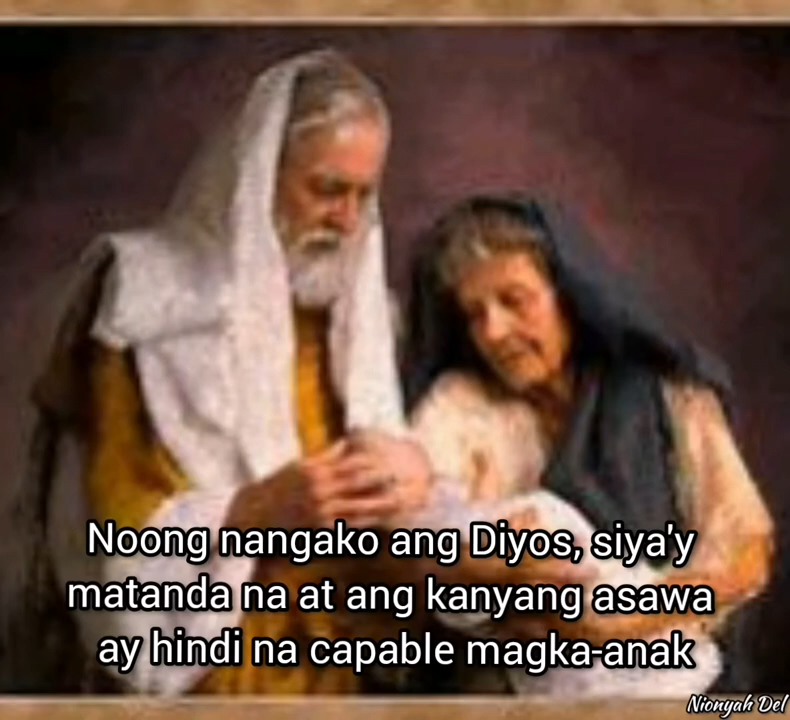 Noong nangako ang Diyos, siya'y
matanda na at ang kanyang asawa
ay hindi na capable magka-anak
Nionyah Del